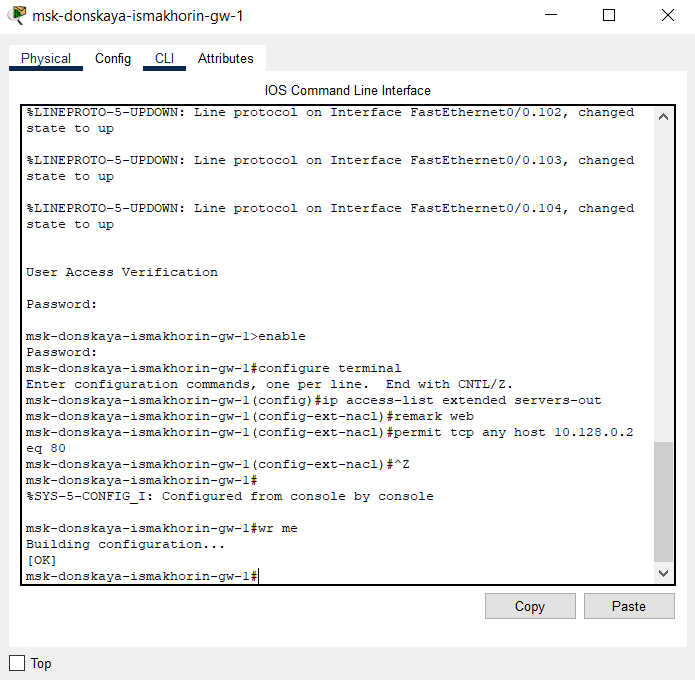 msk-donskaya-ismakhorin-gw-1
Physical Config CLI Attributes
IOS Command Line Interface
%LINEPROTO-5-UPDOWN: Line protocol on Interface FastEthernet0/0.102, changed
state to up
%LINEPROTO-5-UPDOWN: Line protocol on Interface FastEthernet0/0.103, changed
state to up
%LINEPROTO-5-UPDOWN: Line protocol on Interface FastEthernet0/0.104, changed
state to up
User Access Verification
Password:
msk-donskaya-ismakhorin-gw-1>enable
Password:
msk-donskaya-ismakhorin-gw-1#configure terminal
Enter configuration commands, one per line.  End with CNTL/Z.
msk-donskaya-ismakhorin-gw-1(config)#ip access-list extended servers-out
msk-donskaya-ismakhorin-gw-1(config-ext-nacl)#remark web
msk-donskaya-ismakhorin-gw-1(config-ext-nacl)#permit tcp any host 10.128.0.2
eq 80
msk-donskaya-ismakhorin-gw-1(config-ext-nacl)#^Z
msk-donskaya-ismakhorin-gw-1#
%SYS-5-CONFIG_I: Configured from console by console
msk-donskaya-ismakhorin-gw-1#wr me
Building configuration...
[OK]
msk-donskaya-ismakhorin-gw-1#
Copy Paste
Top